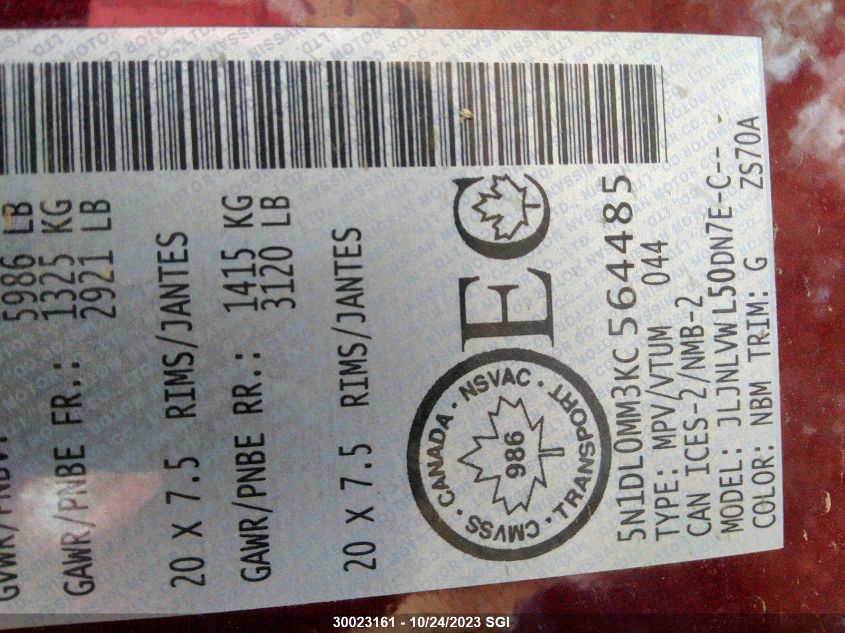 5986 LB
GAWR/PNBE FR.: 1325 KG
2921 LB
20 X 7.5 RIMS/JANTES
GAWR/PNBE RR.: 1415 KG
3120 LB
20 X 7.5 RIMS/JANTES
EC
CANADA · NSVAC · TRANSPORT · CMVSS ·
986
5N1DL0MM3KC564485
TYPE: MPV/VTUM 044
CAN ICES-2/NMB-2
MODEL: JLJNLVWL50DN7E-C---
COLOR: NBM TRIM: G ZS70A
30023161 - 10/24/2023 SGI